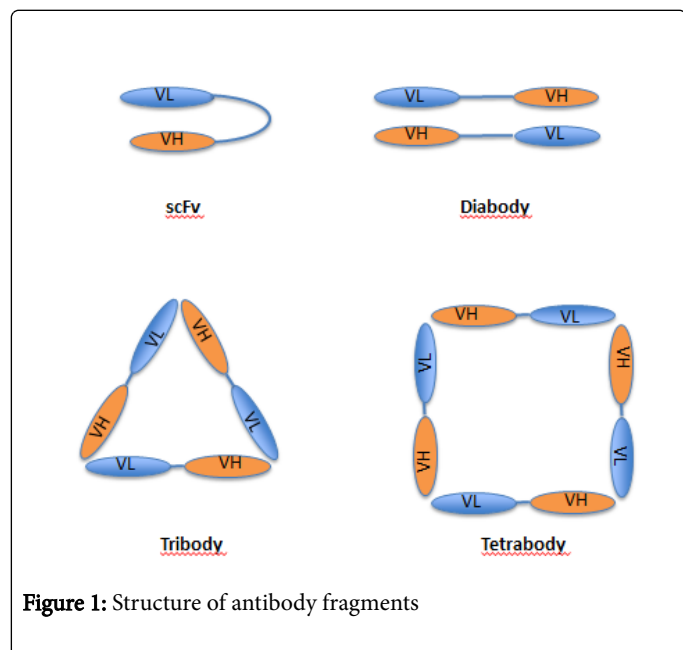 VL
VH
scFv
VL VH
VH VL
Diabody
VL VH
VH VL
VL VH
Tribody
VH VL
VL VH
VH VL
VL VH
Tetrabody
Figure 1: Structure of antibody fragments